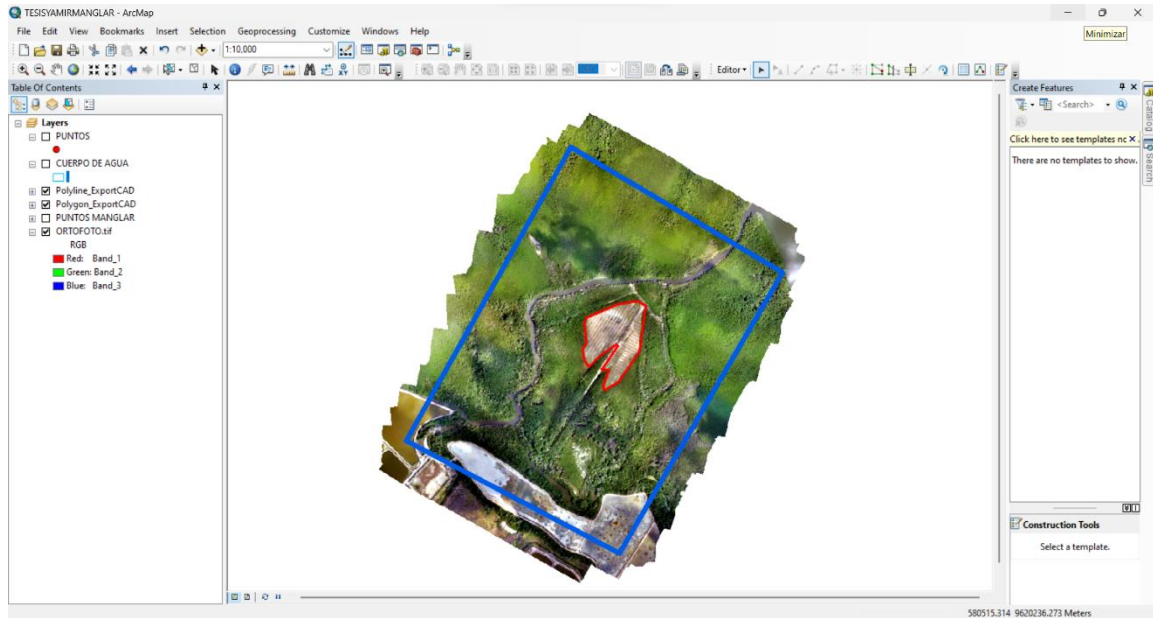 TESISYAMIRMANGLAR - ArcMap
Minimizar
File Edit View Bookmarks Insert Selection Geoprocessing Customize Windows Help
1:10,000
Editor
Table Of Contents
Layers
PUNTOS
CUERPO DE AGUA
Polyline_ExportCAD
Polygon_ExportCAD
PUNTOS MANGLAR
ORTOFOTO.tif
RGB
Red: Band_1
Green: Band_2
Blue: Band_3
Create Features
<Search>
Click here to see templates nc
There are no templates to show.
Construction Tools
Select a template.
Catalog
Search
580515.314 9620236.273 Meters